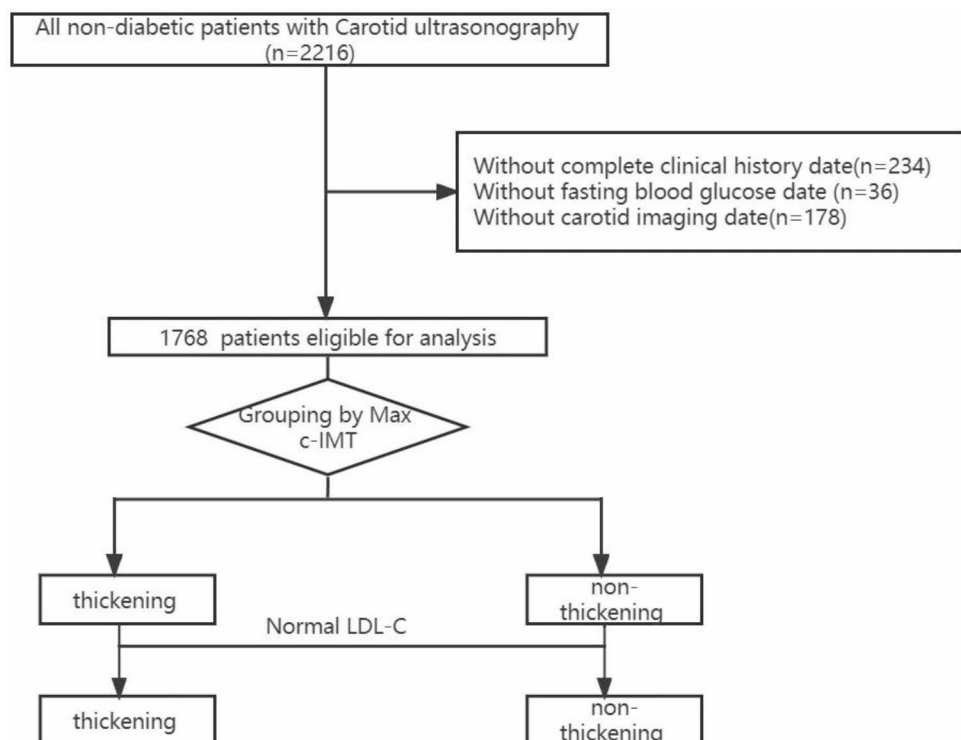 All non-diabetic patients with Carotid ultrasonography
(n=2216)
Without complete clinical history date(n=234)
Without fasting blood glucose date (n=36)
Without carotid imaging date(n=178)
1768 patients eligible for analysis
Grouping by Max
c-IMT
thickening
non-
thickening
Normal LDL-C
thickening
non-
thickening